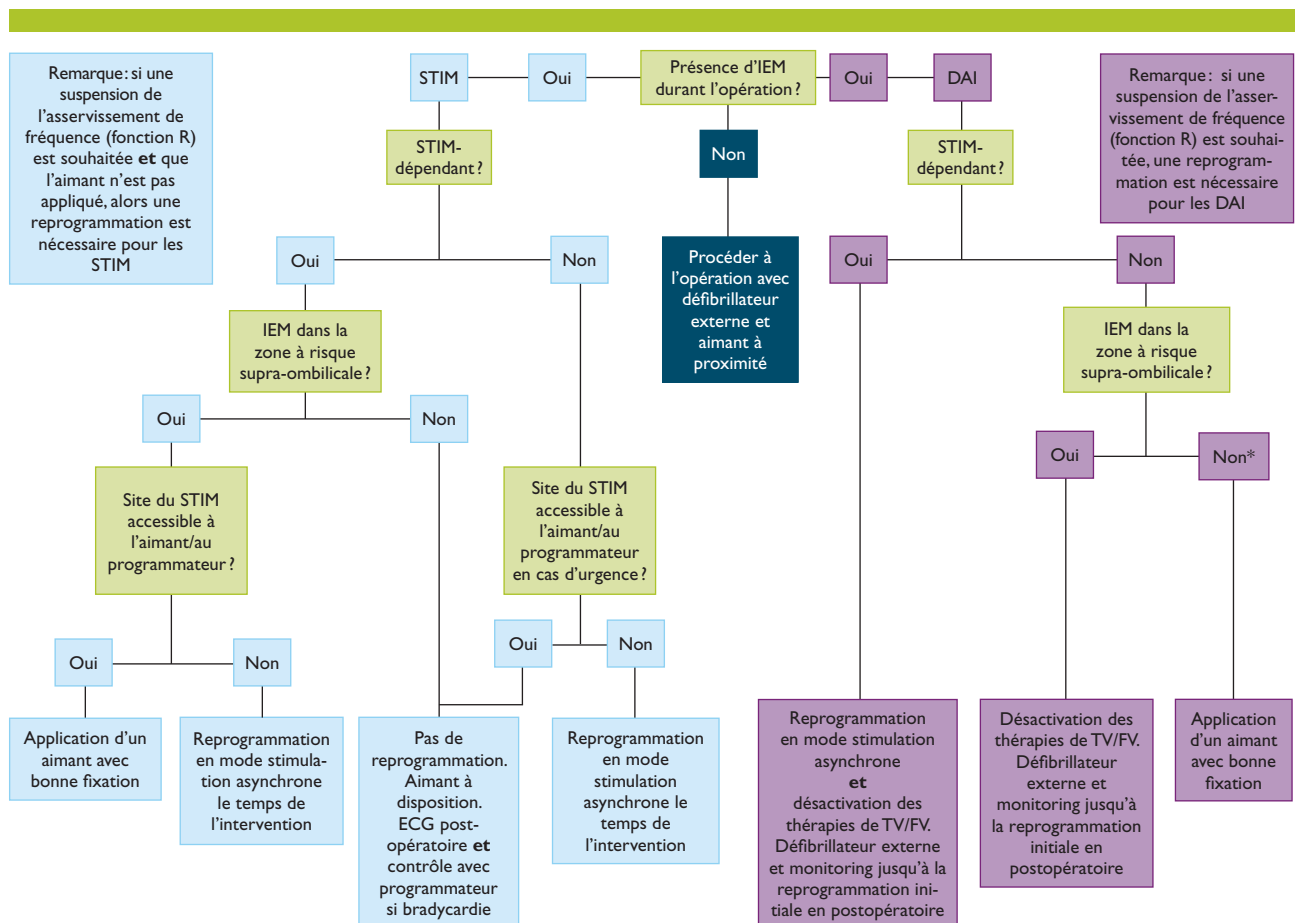 Remarque: si une
suspension de
l'asservissement de
fréquence (fonction R)
est souhaitée et que
l'aimant n'est pas
appliqué, alors une
reprogrammation est
nécessaire pour les
STIM
STIM
Oui
Présence d'IEM
durant l'opération ?
Oui
DAI
Remarque : si une
suspension de l'asser-
vissement de fréquence
(fonction R) est souhai-
tée, une reprogram-
mation est nécessaire
pour les DAI
STIM-
dépendant ?
Non
STIM-
dépendant ?
Oui
Non
Procéder à
l'opération avec
défibrillateur
externe et
aimant à
proximité
Oui
Non
IEM dans la
zone à risque
supra-ombilicale ?
IEM dans la
zone à risque
supra-ombilicale ?
Oui
Non
Oui
Non*
Site du STIM
accessible à
l'aimant/au
programmateur ?
Site du STIM
accessible à
l'aimant/au
programmateur
en cas d'urgence ?
Oui
Non
Oui
Non
Application d'un
aimant avec
bonne fixation
Reprogrammation
en mode stimula-
tion asynchrone
le temps de
l'intervention
Pas de
reprogrammation.
Aimant à
disposition.
ECG post-
opératoire et
contrôle avec
programmateur
si bradycardie
Reprogrammation
en mode
stimulation
asynchrone le
temps de
l'intervention
Reprogrammation
en mode stimulation
asynchrone
et
désactivation des
thérapies de TV/FV.
Défibrillateur externe
et monitoring jusqu'à la
reprogrammation ini-
tiale en postopératoire
Désactivation des
thérapies de TV/FV.
Défibrillateur
externe et
monitoring jusqu'à
la reprogrammation
initiale en
postopératoire
Application
d'un aimant
avec bonne
fixation